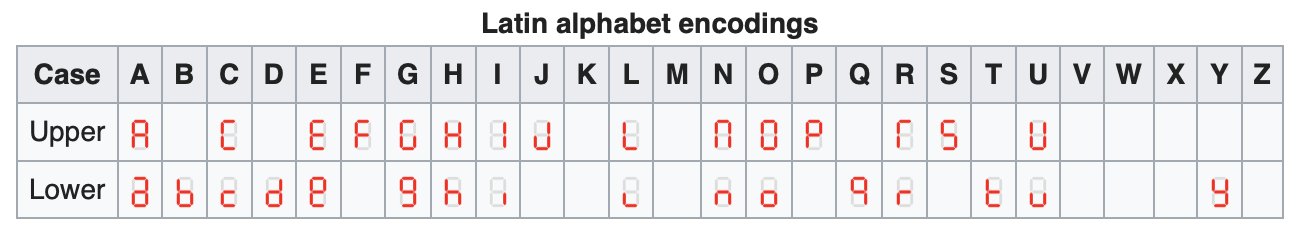 Latin alphabet encodings
Case A B C D E F G H I J K L M N O P Q R S T U V W X Y Z
Upper A C E F G H I J L N O P R S U
Lower a b c d e g h i l n o q r t u y